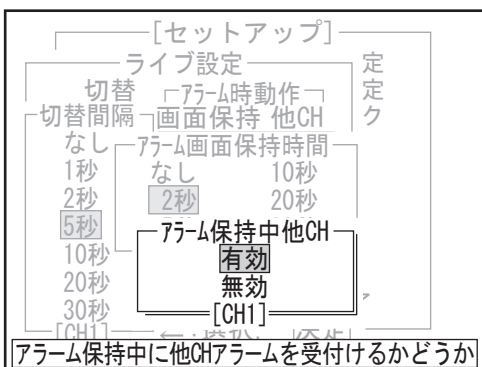 [セットアップ]
ライブ設定 定
切替 アラーム時動作 定
切替間隔 画面保持 他CH ク
なし アラーム画面保持時間
1秒 なし 10秒
2秒 2秒 20秒
5秒 アラーム保持中他CH
10秒 有効
20秒 無効
30秒 [CH1]
[CH1]
アラーム保持中に他CHアラームを受付けるかどうか